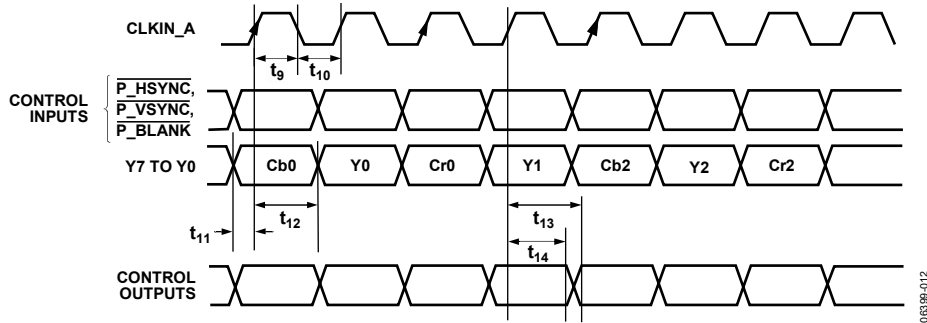 CLKIN_A
t9
t10
CONTROL INPUTS
P_HSYNC,
P_VSYNC,
P_BLANK
Y7 TO Y0
Cb0
Y0
Cr0
Y1
Cb2
Y2
Cr2
t12
t13
t11
t14
CONTROL OUTPUTS
06399-012